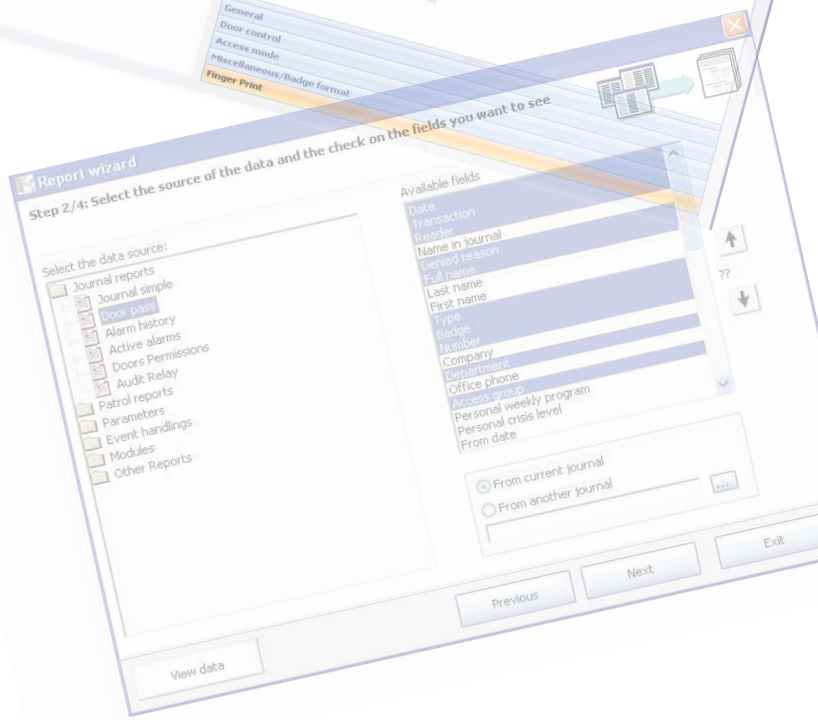 General
Door control
Access mode
Miscellaneous/Badge format
Finger Print
Report wizard
Step 2/4: Select the source of the data and the check on the fields you want to see
Select the data source:
Journal reports
Journal simple
Door pass
Alarm history
Active alarms
Doors Permissions
Audit Relay
Patrol reports
Parameters
Event handlings
Modules
Other Reports
Available fields
Date
Transaction
Reader
Name in journal
Denied reason
Full name
Last name
First name
Type
Badge
Number
Company
Department
Office phone
Access group
Personal weekly program
Personal crisis level
From date
??
From current journal
From another journal
...
View data
Previous
Next
Exit